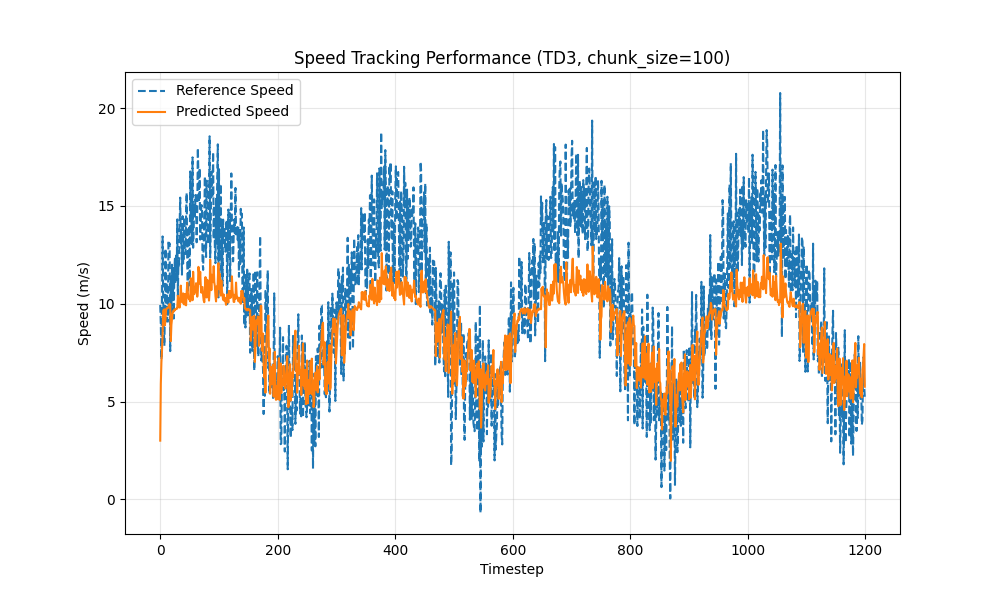 Speed Tracking Performance (TD3, chunk_size=100)
Reference Speed
Predicted Speed
Speed (m/s)
20
15
10
5
0
0 200 400 600 800 1000 1200
Timestep